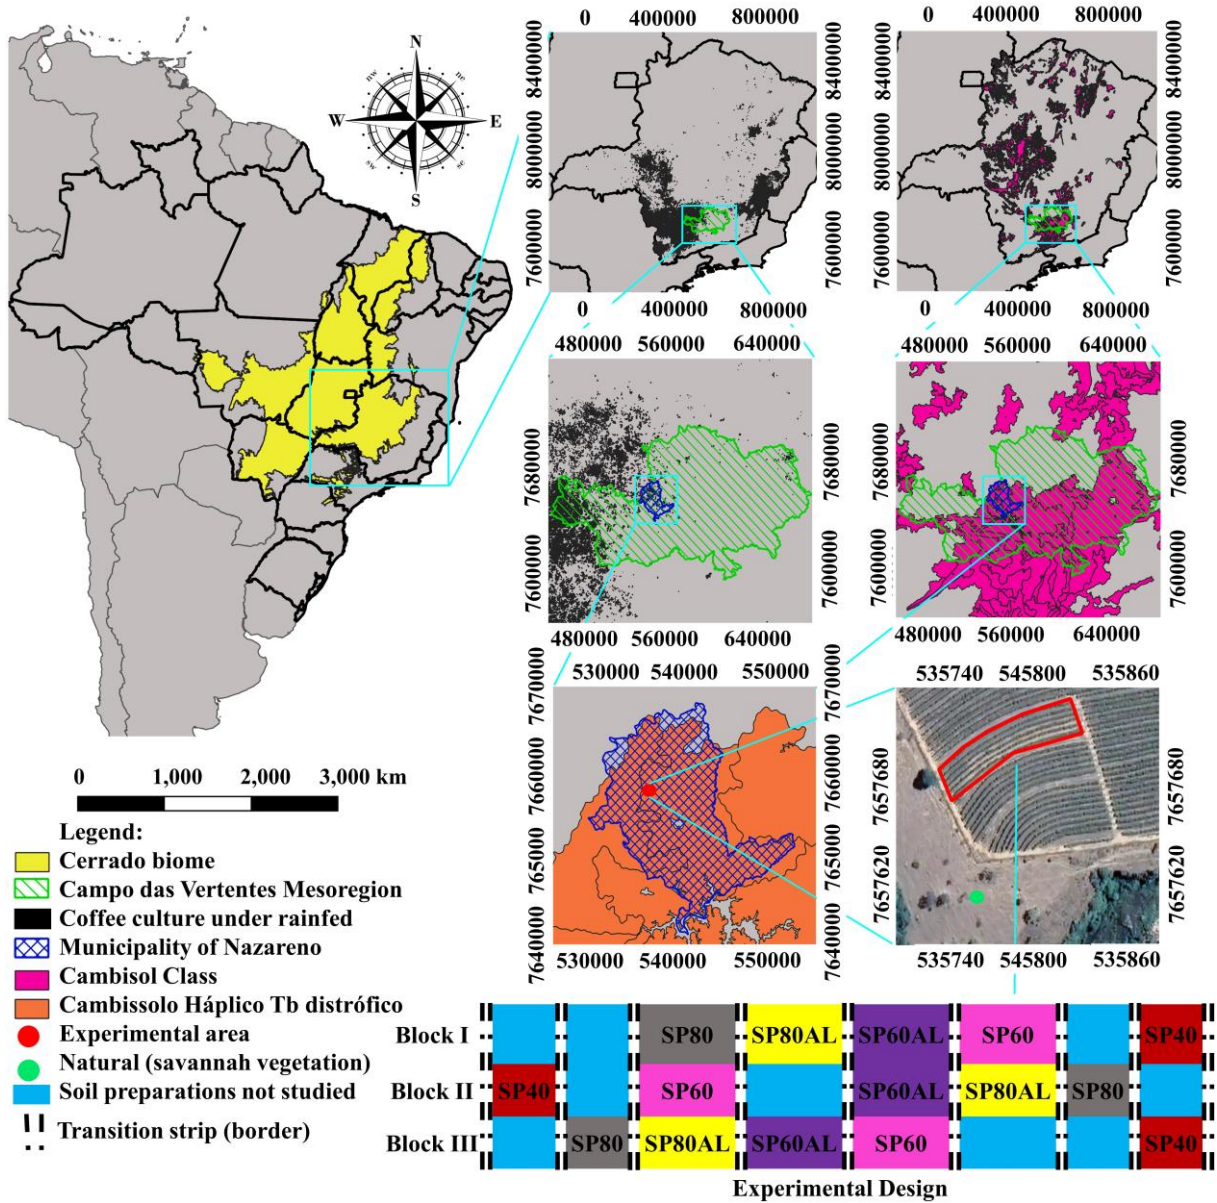 N
nw
ne
W
E
sw
se
S
0 1,000 2,000 3,000 km
Legend:
Cerrado biome
Campo das Vertentes Mesoregion
Coffee culture under rainfed
Municipality of Nazareno
Cambisol Class
Cambissolo Háplico Tb distrófico
Experimental area
Natural (savannah vegetation)
Soil preparations not studied
Transition strip (border)
0 400000 800000
8400000
8000000
7600000
0 400000 800000
0 400000 800000
8400000
8000000
7600000
8400000
8000000
7600000
0 400000 800000
480000 560000 640000
7680000
7600000
7680000
7600000
480000 560000 640000
480000 560000 640000
7680000
7600000
7680000
7600000
480000 560000 640000
530000 540000 550000
7670000
7660000
765000
7640000
7670000
7660000
765000
7640000
530000 540000 550000
535740 545800 535860
7657680
7657620
7657680
7657620
535740 545800 535860
Block I SP80 SP80AL SP60AL SP60 SP40
Block II SP40 SP60 SP60AL SP80AL SP80
Block III SP80 SP80AL SP60AL SP60 SP40
Experimental Design